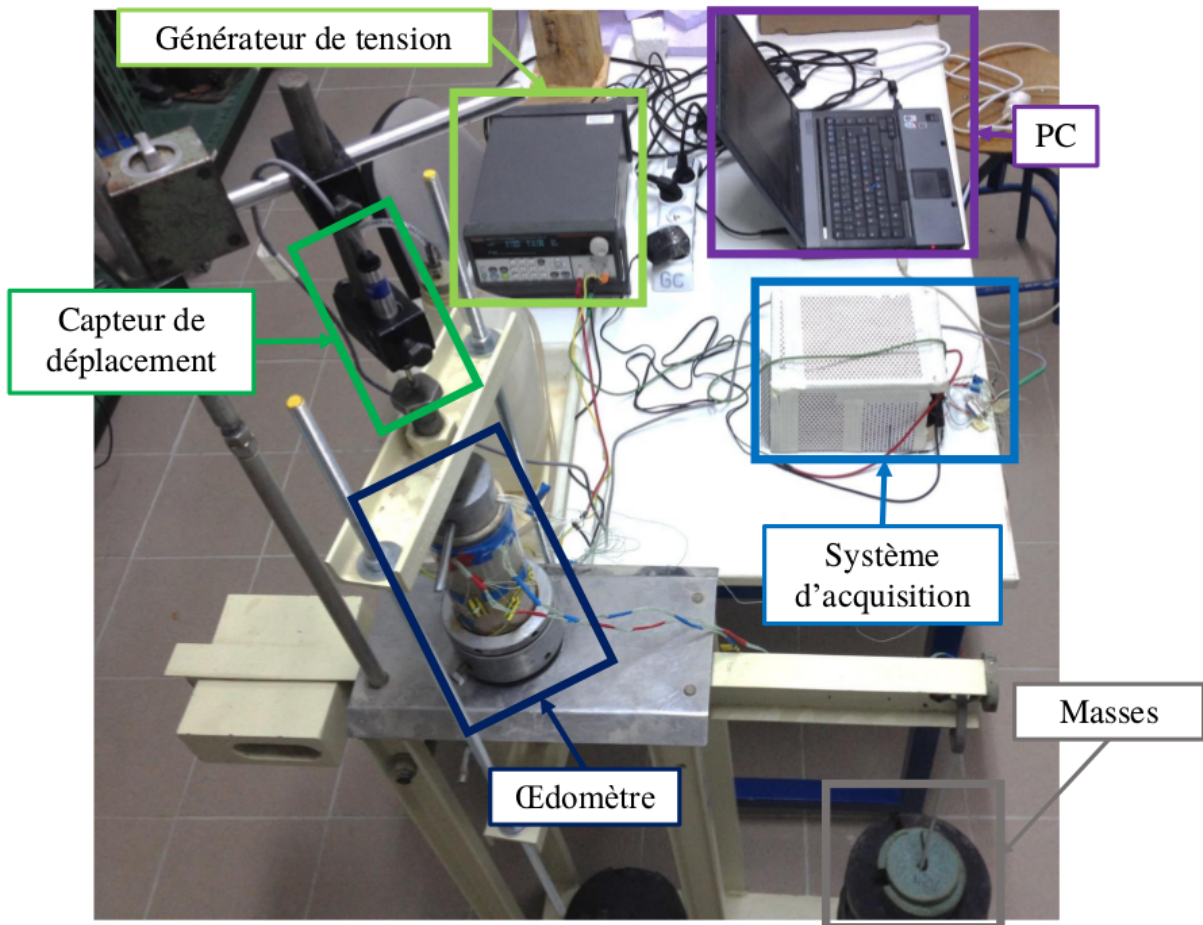 Générateur de tension
PC
Capteur de
déplacement
GC
Système
d'acquisition
Masses
Œdomètre